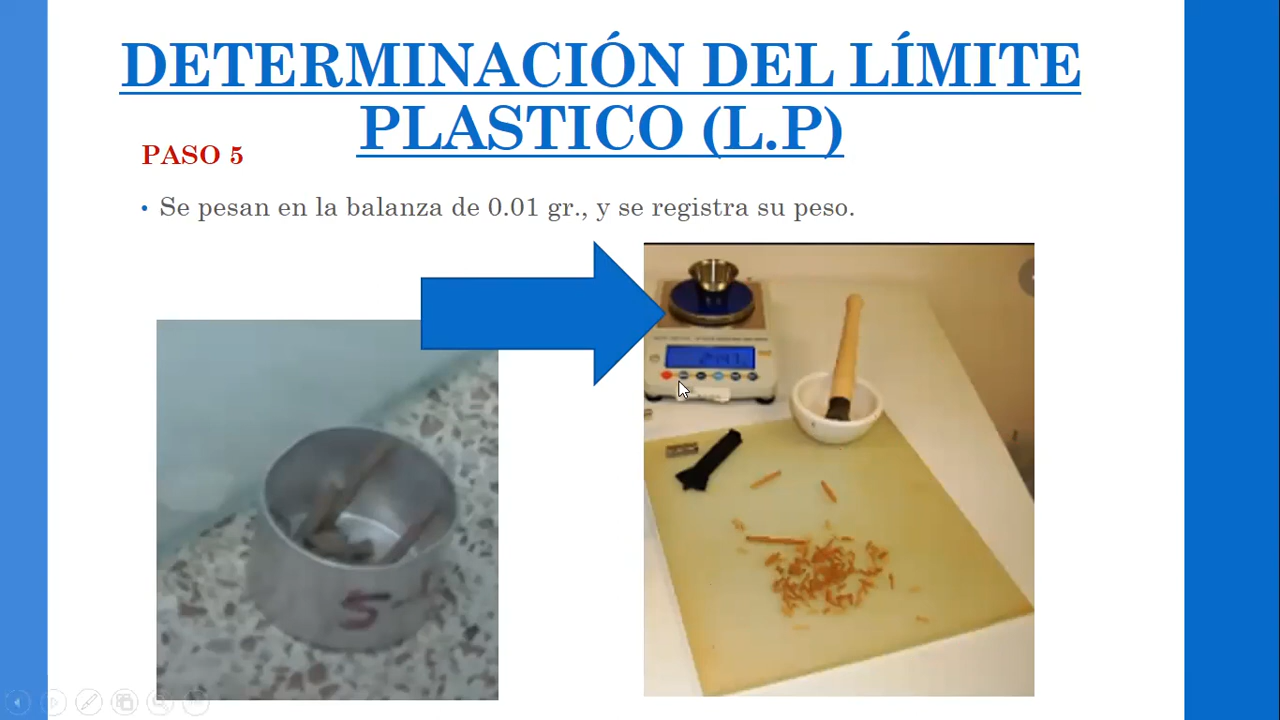 DETERMINACIÓN DEL LÍMITE
PLASTICO (L.P)
PASO 5
• Se pesan en la balanza de 0.01 gr., y se registra su peso.
5